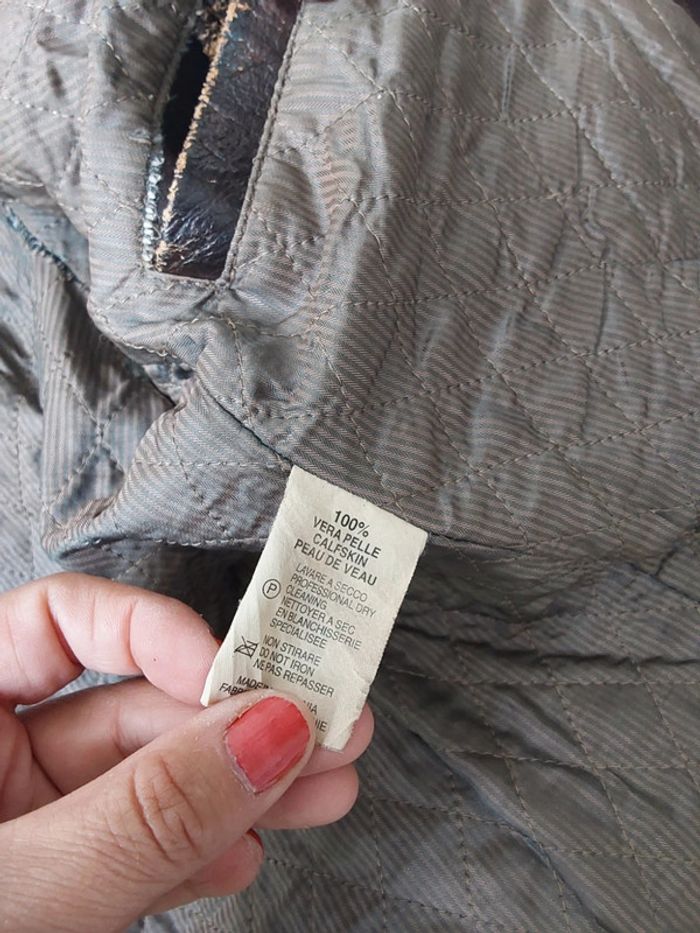 100%
VERA PELLE
CALFSKIN
PEAU DE VEAU
LAVARE A SECCO
PROFESSIONAL DRY
CLEANING
P
NETTOYER A SEC
EN BLANCHISSERIE
SPECIALISEE
NON STIRARE
DO NOT IRON
NE PAS REPASSER
MADE